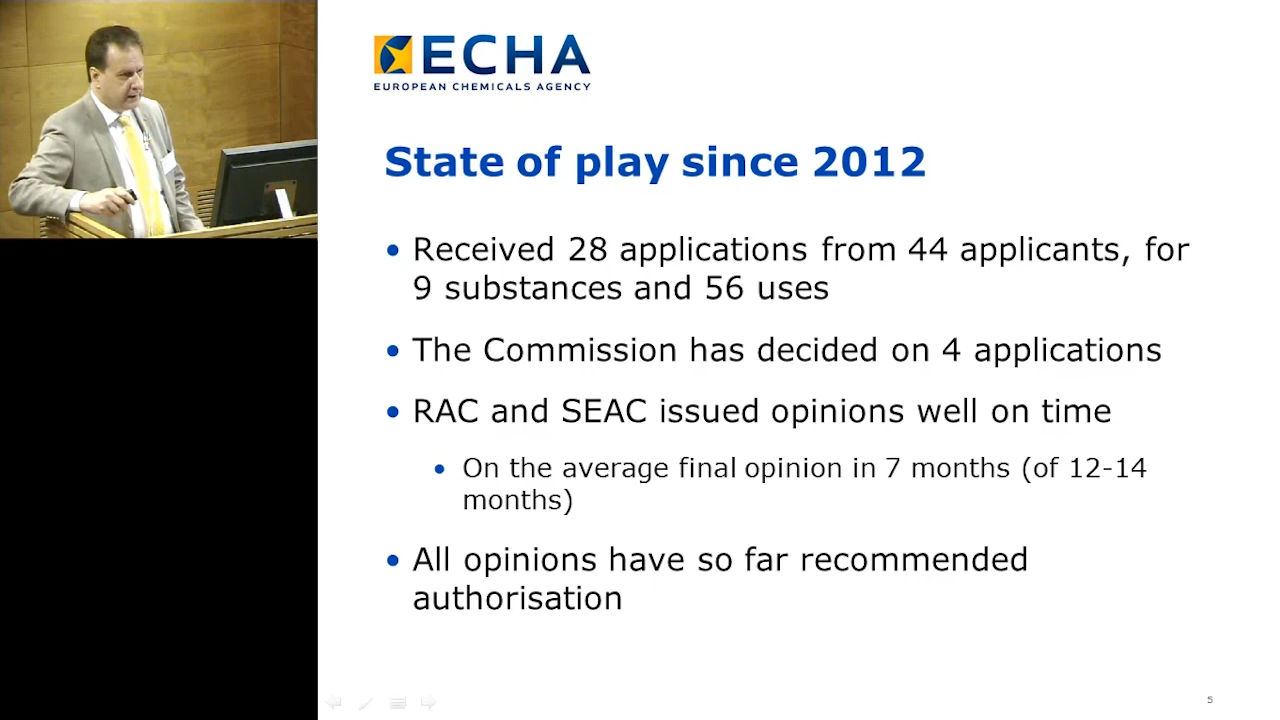 ECHA
EUROPEAN CHEMICALS AGENCY
State of play since 2012
• Received 28 applications from 44 applicants, for
9 substances and 56 uses
• The Commission has decided on 4 applications
• RAC and SEAC issued opinions well on time
• On the average final opinion in 7 months (of 12-14
months)
• All opinions have so far recommended
authorisation
5